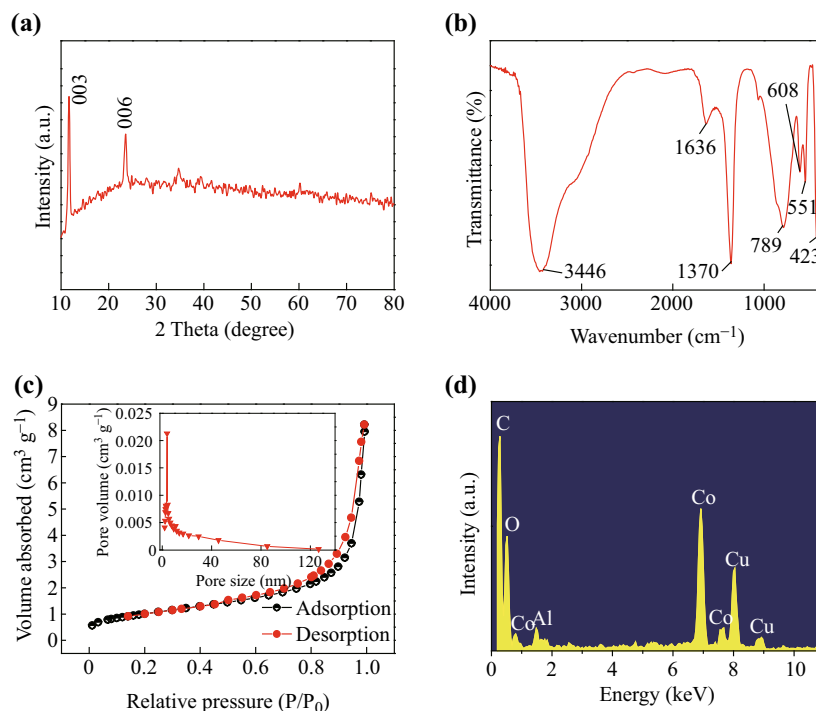 (a)
003
006
Intensity (a.u.)
10 20 30 40 50 60 70 80
2 Theta (degree)
(b)
608
1636
551
789
423
3446
1370
Transmittance (%)
4000 3000 2000 1000
Wavenumber (cm⁻¹)
(c)
9
8
7
6
5
4
3
2
1
0
Volume absorbed (cm³ g⁻¹)
0.025
0.020
0.015
0.010
0.005
0
Pore volume (cm³ g⁻¹)
0 40 80 120
Pore size (nm)
Adsorption
Desorption
0 0.2 0.4 0.6 0.8 1.0
Relative pressure (P/P₀)
(d)
C
O
Co
Al
Co
Co
Cu
Cu
Intensity (a.u.)
0 2 4 6 8 10
Energy (keV)